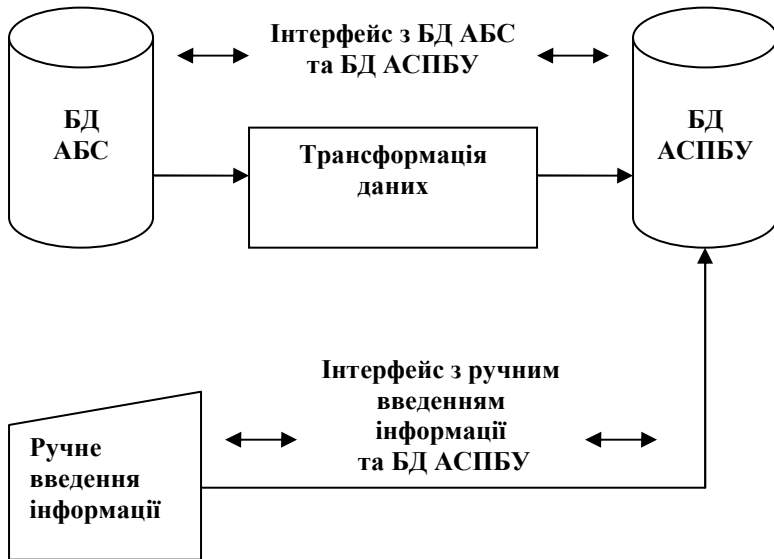 Інтерфейс з БД АБС
та БД АСПБУ
БД
АБС
Трансформація
даних
БД
АСПБУ
Інтерфейс з ручним
введенням
інформації
та БД АСПБУ
Ручне
введення
інформації